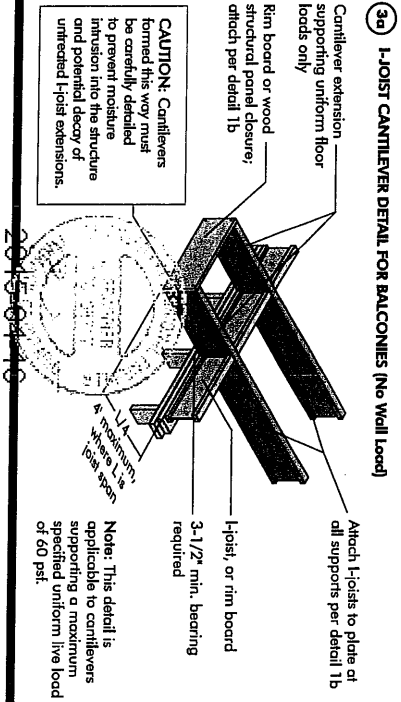 3a I-JOIST CANTILEVER DETAIL FOR BALCONIES (No Wall Load)
Cantilever extension
supporting uniform floor
loads only
Rim board or wood
structural panel closure;
attach per detail 1b
CAUTION: Cantilevers
formed this way must
be carefully detailed
to prevent moisture
intrusion into the structure
and potential decay of
untreated I-joist extensions.
Attach I-joists to plate at
all supports per detail 1b
I-joist, or rim board
3-1/2" min. bearing
required
L/4
4' maximum,
where L is
joist span
Note: This detail is
applicable to cantilevers
supporting a maximum
specified uniform live load
of 60 psf.